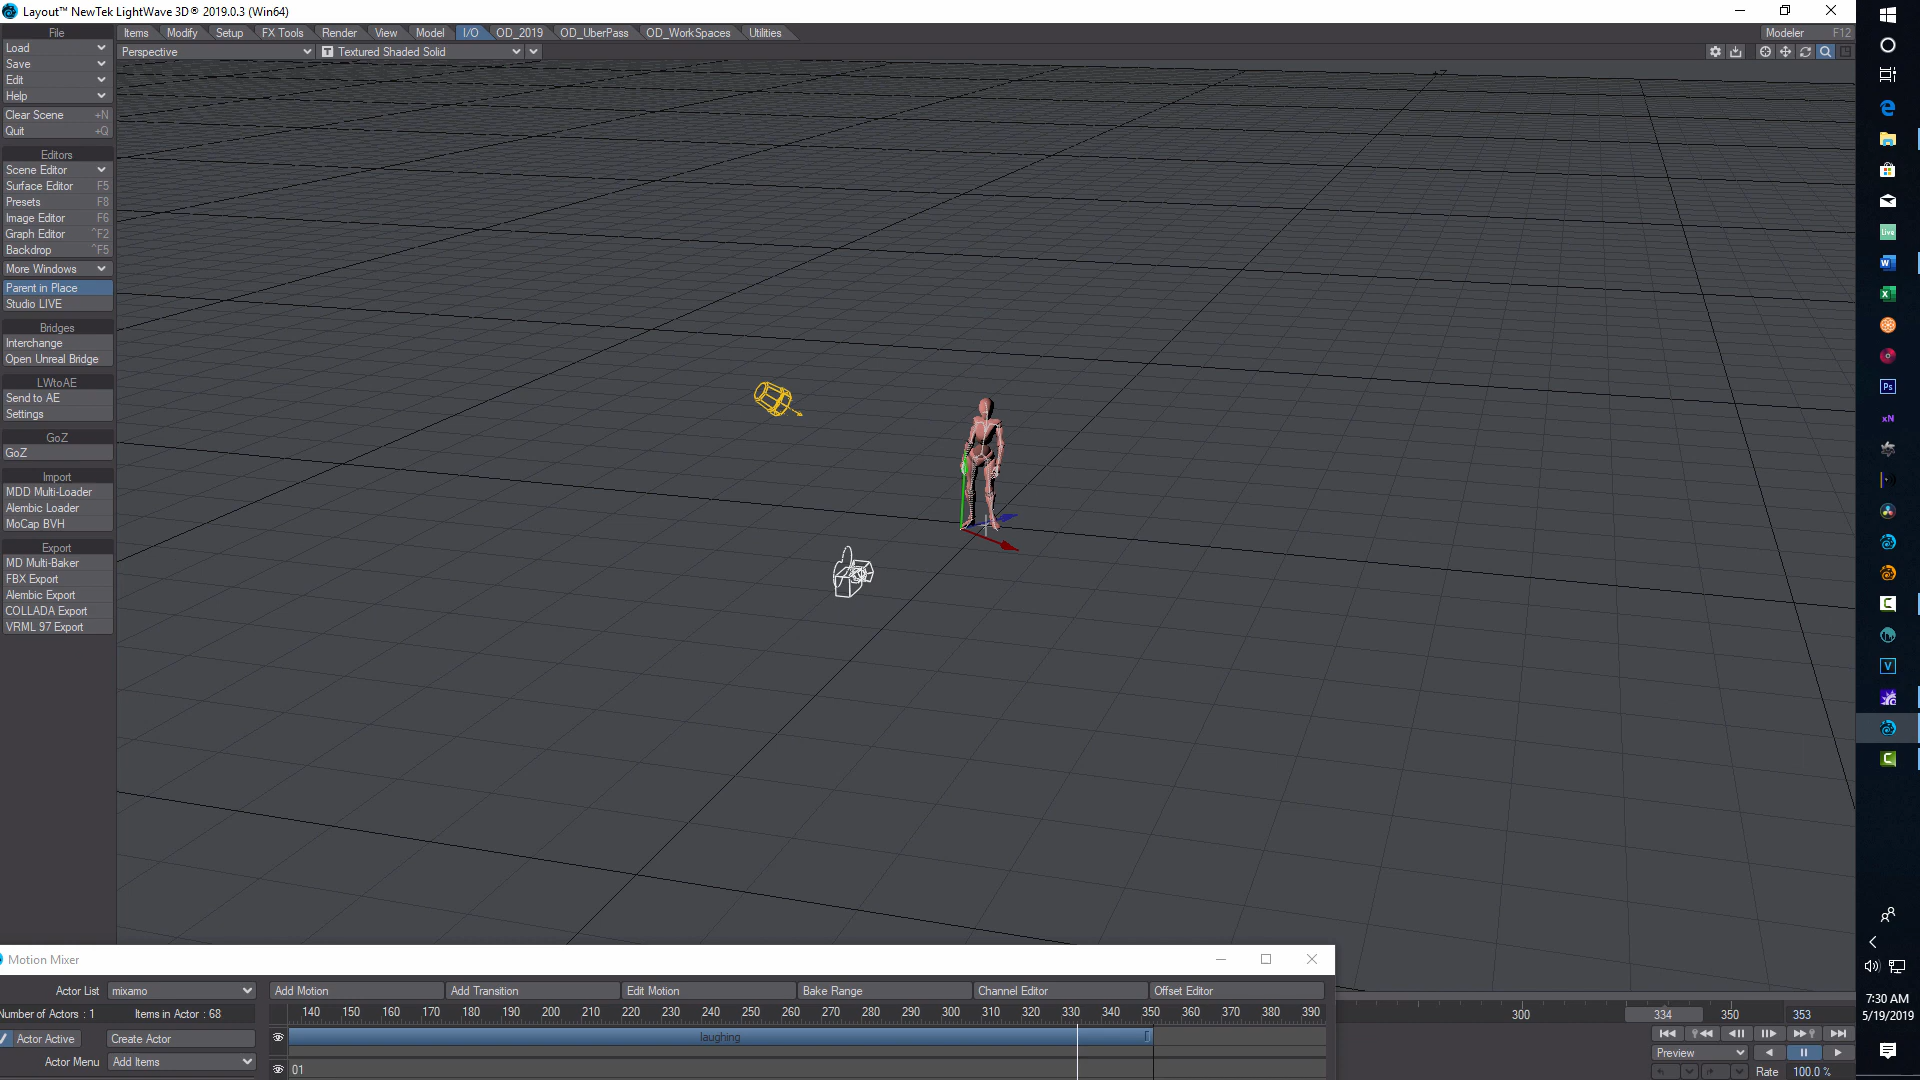 Layout™ NewTek LightWave 3D® 2019.0.3 (Win64)
File
Items Modify Setup FX Tools Render View Model I/O OD_2019 OD_UberPass OD_WorkSpaces Utilities
Modeler F12
Load
Perspective
Textured Shaded Solid
Save
Edit
Help
Clear Scene +N
Quit +Q
Editors
Scene Editor
Surface Editor F5
Presets F8
Image Editor F6
Graph Editor ^F2
Backdrop ^F5
More Windows
Parent in Place
Studio LIVE
Bridges
Interchange
Open Unreal Bridge
LWtoAE
Send to AE
Settings
GoZ
GoZ
Import
MDD Multi-Loader
Alembic Loader
MoCap BVH
Export
MD Multi-Baker
FBX Export
Alembic Export
COLLADA Export
VRML 97 Export
Motion Mixer
Actor List mixamo
Add Motion Add Transition Edit Motion Bake Range Channel Editor Offset Editor
Number of Actors : 1 Items in Actor : 68
140 150 160 170 180 190 200 210 220 230 240 250 260 270 280 290 300 310 320 330 340 350 360 370 380 390
300 334 350 353
Actor Active Create Actor
laughing
Actor Menu Add Items
01
Preview
Rate 100.0 %
Live
Ps
xN
V
7:30 AM
5/19/2019